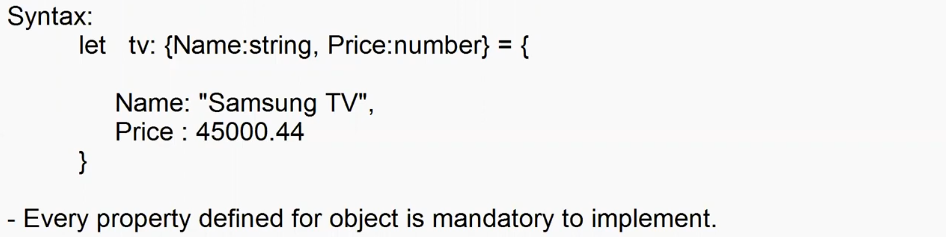 Syntax:
let tv: {Name:string, Price:number} = {
Name: "Samsung TV",
Price : 45000.44
}
- Every property defined for object is mandatory to implement.